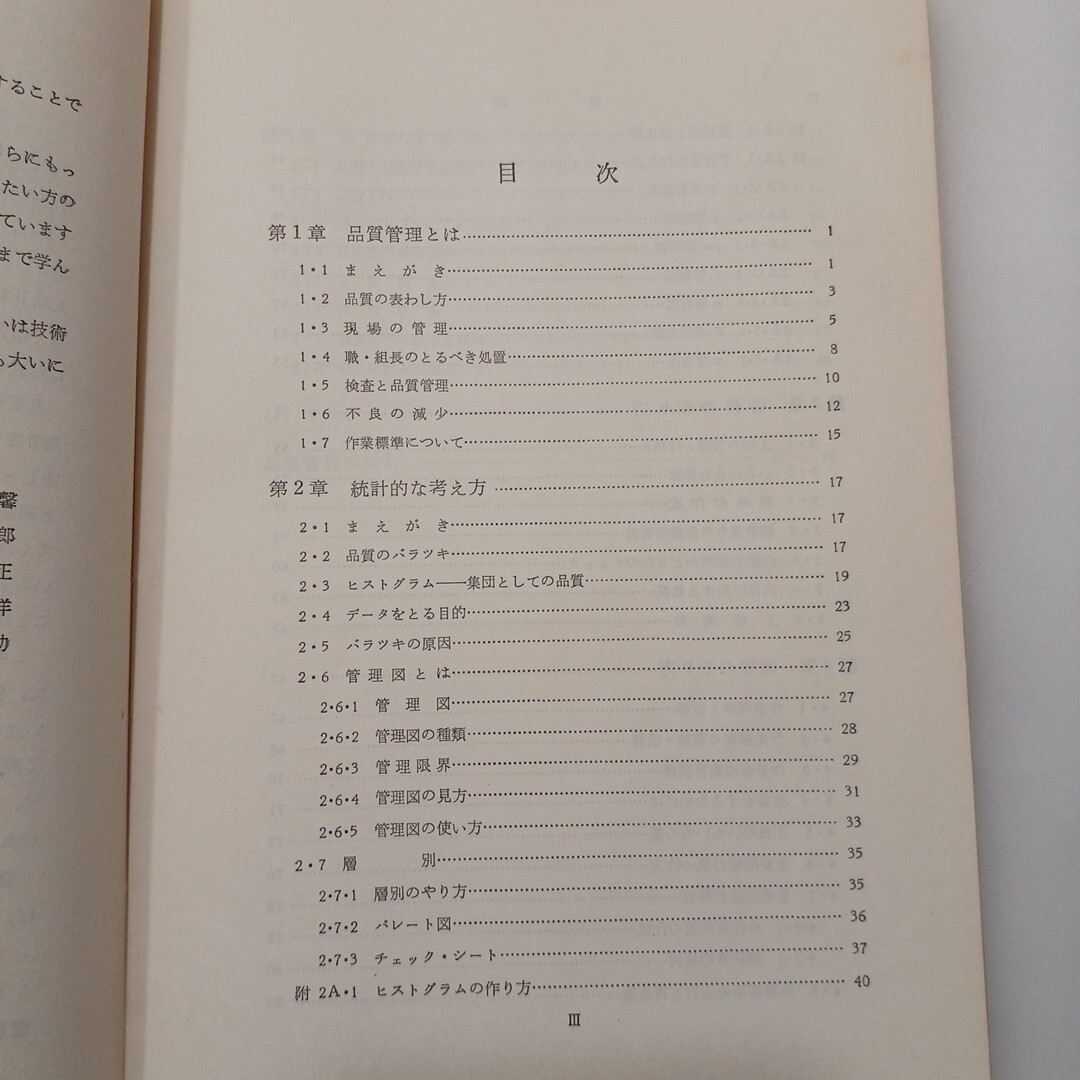 することで
らにもっ
たい方の
ています
まで学ん
いは技術
も大いに
馨
郎
正
洋
功
目 次
第1章 品質管理とは 1
1・1 まえがき 1
1・2 品質の表わし方 3
1・3 現場の管理 5
1・4 職・組長のとるべき処置 8
1・5 検査と品質管理 10
1・6 不良の減少 12
1・7 作業標準について 15
第2章 統計的な考え方 17
2・1 まえがき 17
2・2 品質のバラツキ 17
2・3 ヒストグラム――集団としての品質 19
2・4 データをとる目的 23
2・5 バラツキの原因 25
2・6 管理図とは 27
2・6・1 管理図 27
2・6・2 管理図の種類 28
2・6・3 管理限界 29
2・6・4 管理図の見方 31
2・6・5 管理図の使い方 33
2・7 層別 35
2・7・1 層別のやり方 35
2・7・2 パレート図 36
2・7・3 チェック・シート 37
附 2A・1 ヒストグラムの作り方 40
III